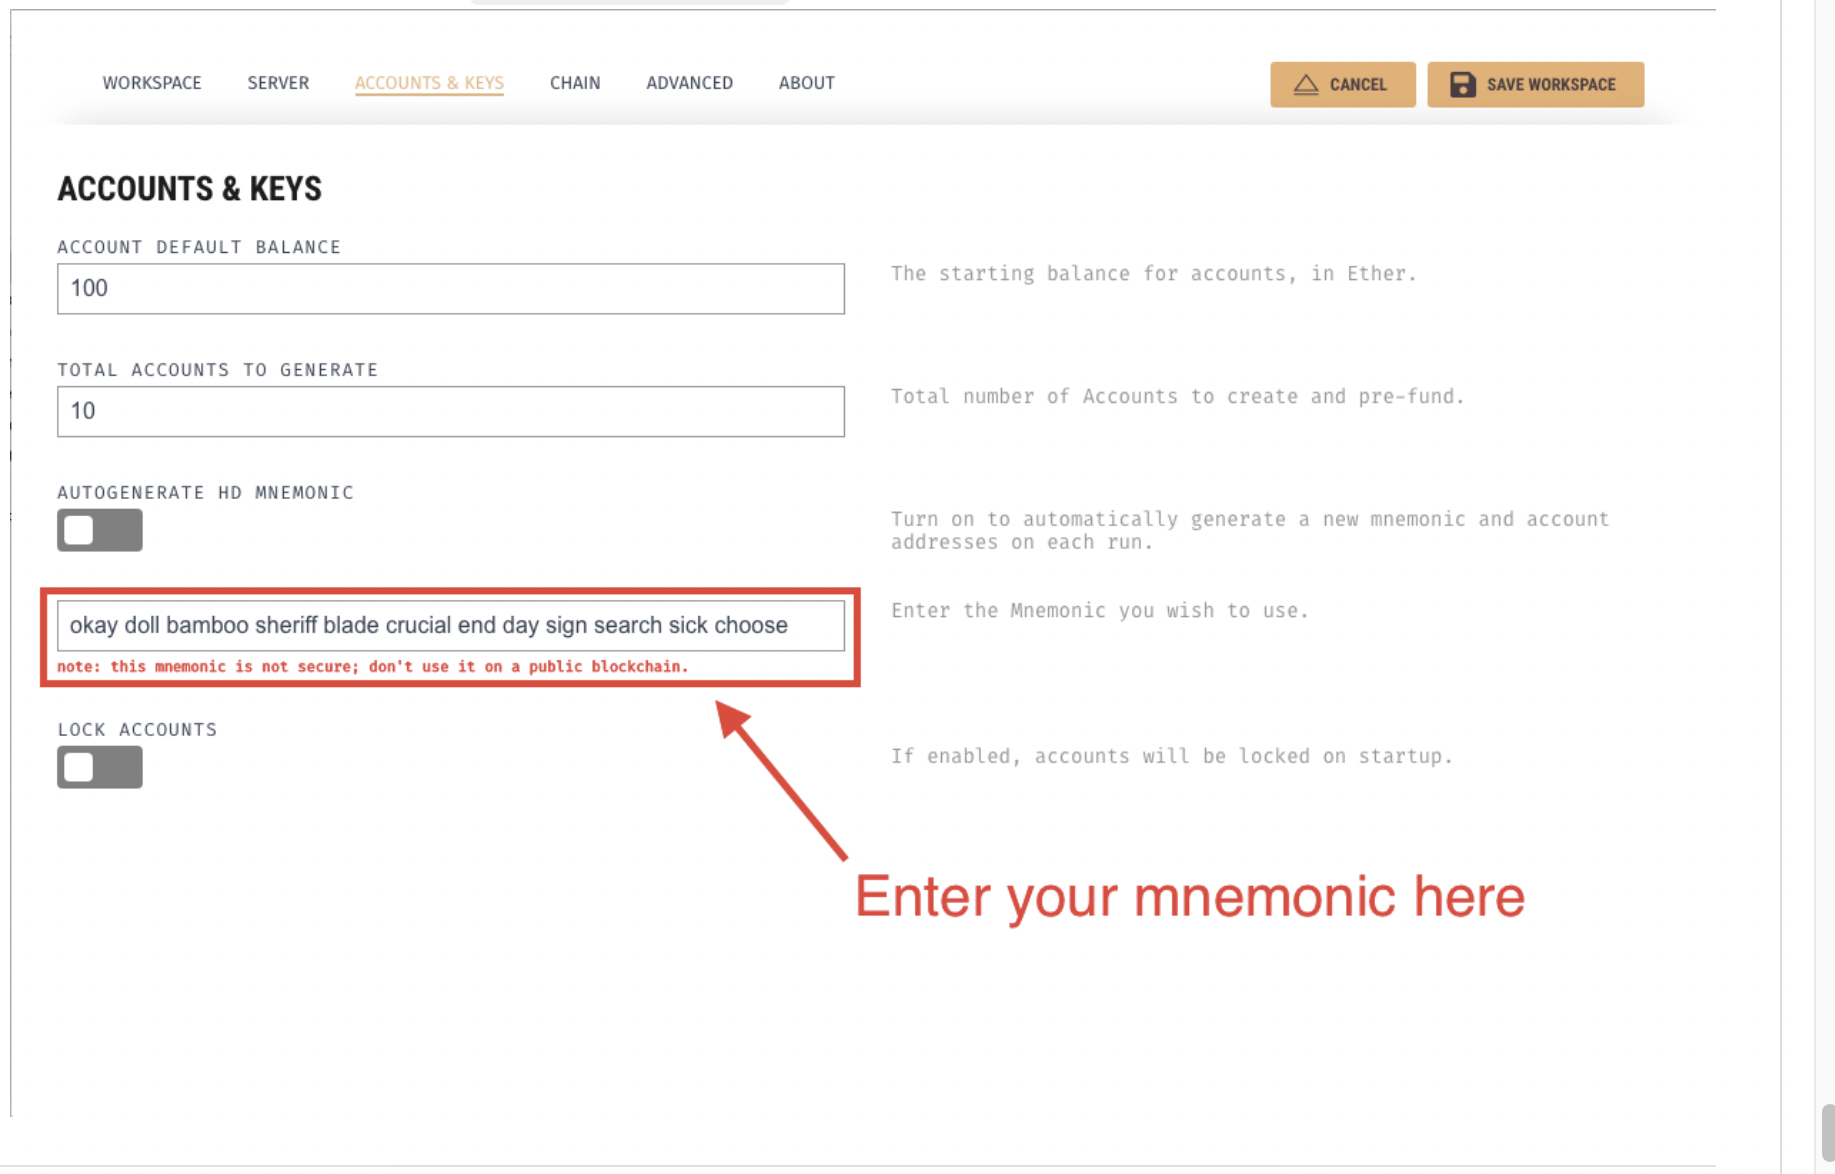 WORKSPACE SERVER ACCOUNTS & KEYS CHAIN ADVANCED ABOUT CANCEL SAVE WORKSPACE
ACCOUNTS & KEYS
ACCOUNT DEFAULT BALANCE
100
The starting balance for accounts, in Ether.
TOTAL ACCOUNTS TO GENERATE
10
Total number of Accounts to create and pre-fund.
AUTOGENERATE HD MNEMONIC
Turn on to automatically generate a new mnemonic and account
addresses on each run.
okay doll bamboo sheriff blade crucial end day sign search sick choose
Enter the Mnemonic you wish to use.
note: this mnemonic is not secure; don't use it on a public blockchain.
LOCK ACCOUNTS
If enabled, accounts will be locked on startup.
Enter your mnemonic here